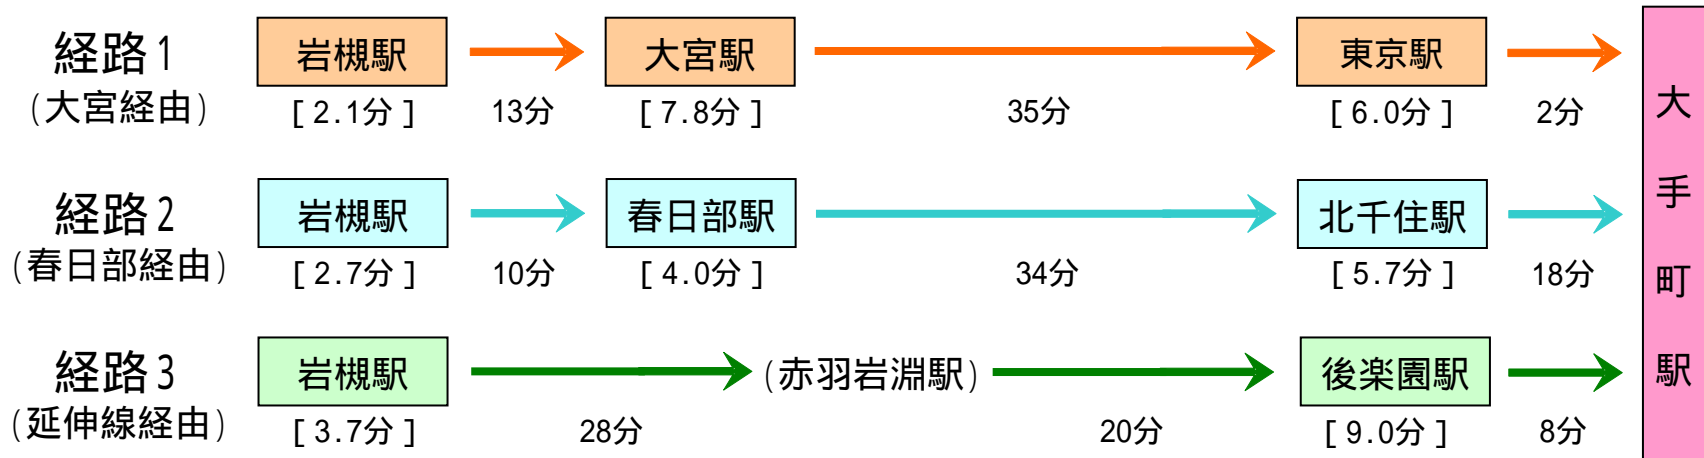 経路1
(大宮経由)
岩槻駅
大宮駅
東京駅
[2.1分]
13分
[7.8分]
35分
[6.0分]
2分
経路2
(春日部経由)
岩槻駅
春日部駅
北千住駅
[2.7分]
10分
[4.0分]
34分
[5.7分]
18分
経路3
(延伸線経由)
岩槻駅
(赤羽岩淵駅)
後楽園駅
[3.7分]
28分
20分
[9.0分]
8分
大手町駅